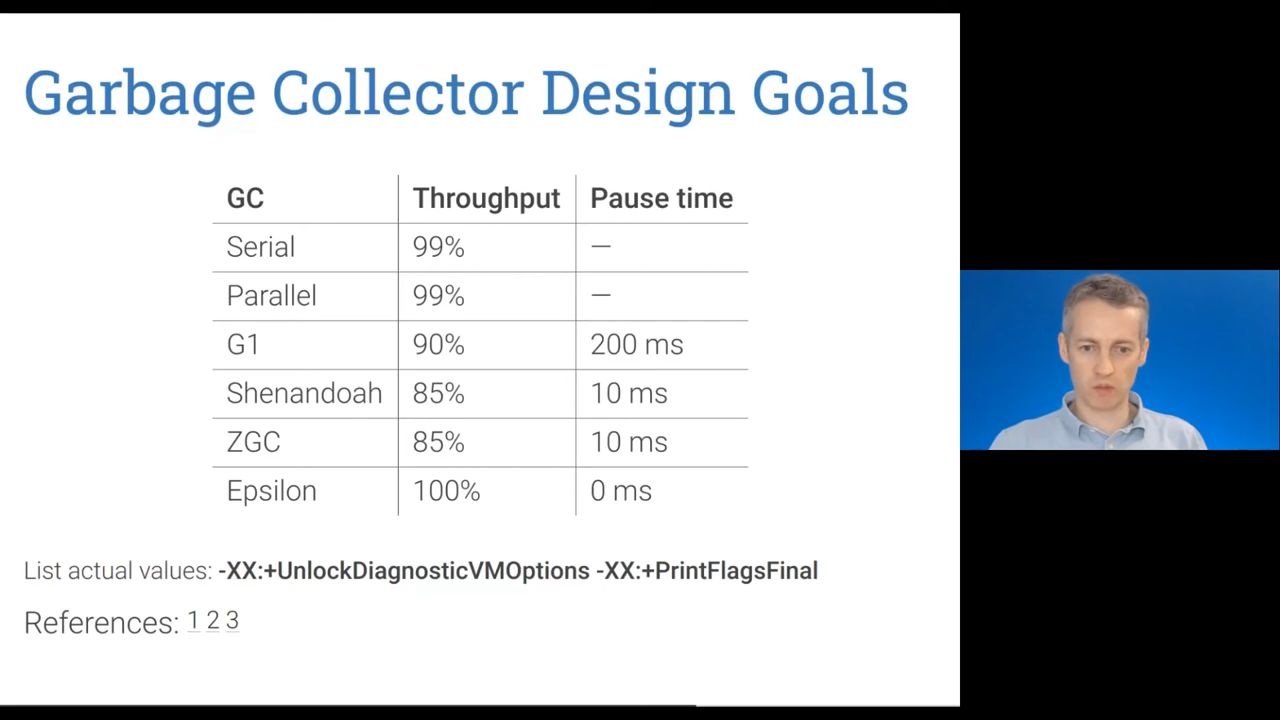 Garbage Collector Design Goals
GC Throughput Pause time
Serial 99% —
Parallel 99% —
G1 90% 200 ms
Shenandoah 85% 10 ms
ZGC 85% 10 ms
Epsilon 100% 0 ms
List actual values: -XX:+UnlockDiagnosticVMOptions -XX:+PrintFlagsFinal
References: 1 2 3